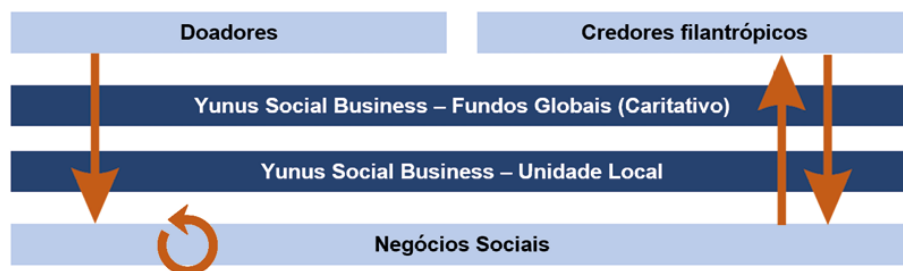 Doadores
Credores filantrópicos
Yunus Social Business – Fundos Globais (Caritativo)
Yunus Social Business – Unidade Local
Negócios Sociais